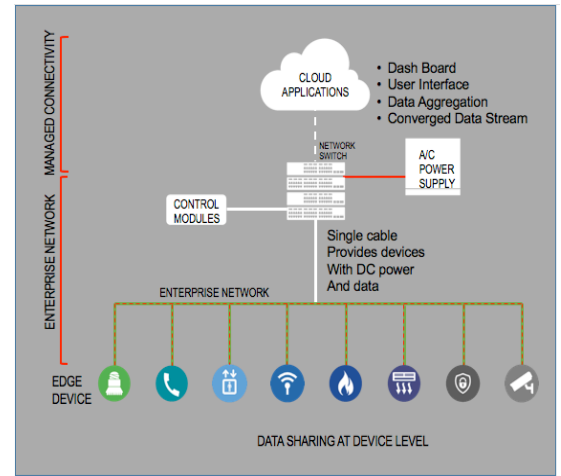 MANAGED CONNECTIVITY
CLOUD
APPLICATIONS
• Dash Board
• User Interface
• Data Aggregation
• Converged Data Stream
NETWORK
SWITCH
A/C
POWER
SUPPLY
ENTERPRISE NETWORK
CONTROL
MODULES
Single cable
Provides devices
With DC power
And data
ENTERPRISE NETWORK
EDGE
DEVICE
DATA SHARING AT DEVICE LEVEL